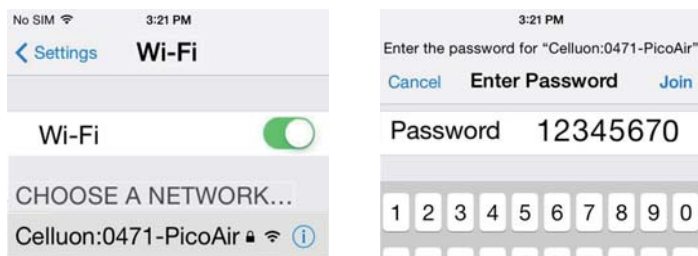 No SIM 3:21 PM
Settings Wi-Fi
Wi-Fi
CHOOSE A NETWORK...
Celluon:0471-PicoAir
3:21 PM
Enter the password for “Celluon:0471-PicoAir”
Cancel Enter Password Join
Password 12345670
1 2 3 4 5 6 7 8 9 0